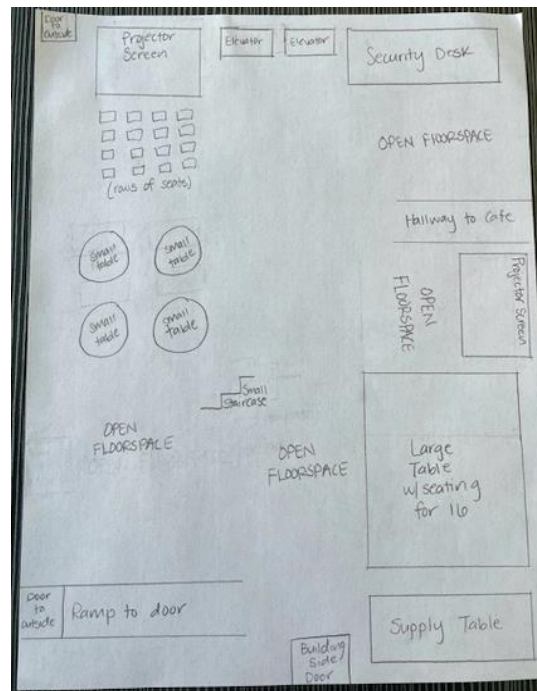 Door
to
outside
Projector
Screen
Elevator
Elevator
Security Desk
OPEN FLOORSPACE
(rows of seats)
Hallway to Cafe
small
table
small
table
small
table
small
table
OPEN
FLOORSPACE
Projector Screen
Small
Staircase
OPEN
FLOORSPACE
OPEN
FLOORSPACE
Large
Table
w/ seating
for 16
Door
to
outside
Ramp to door
Building
Side
Door
Supply Table